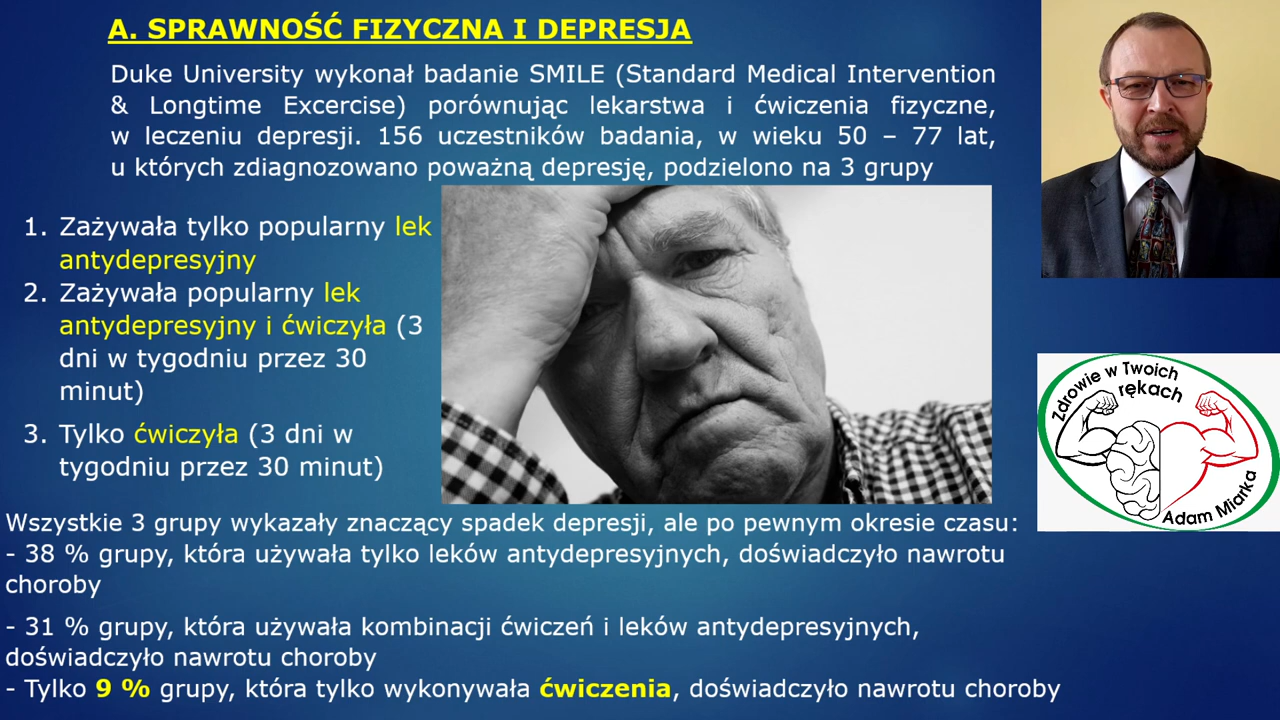 A. SPRAWNOŚĆ FIZYCZNA I DEPRESJA
Duke University wykonał badanie SMILE (Standard Medical Intervention
& Longtime Excercise) porównując lekarstwa i ćwiczenia fizyczne,
w leczeniu depresji. 156 uczestników badania, w wieku 50 – 77 lat,
u których zdiagnozowano poważną depresję, podzielono na 3 grupy
1. Zażywała tylko popularny lek
antydepresyjny
2. Zażywała popularny lek
antydepresyjny i ćwiczyła (3
dni w tygodniu przez 30
minut)
3. Tylko ćwiczyła (3 dni w
tygodniu przez 30 minut)
Zdrowie w Twoich
rękach
Adam Miarka
Wszystkie 3 grupy wykazały znaczący spadek depresji, ale po pewnym okresie czasu:
- 38 % grupy, która używała tylko leków antydepresyjnych, doświadczyło nawrotu
choroby
- 31 % grupy, która używała kombinacji ćwiczeń i leków antydepresyjnych,
doświadczyło nawrotu choroby
- Tylko 9 % grupy, która tylko wykonywała ćwiczenia, doświadczyło nawrotu choroby